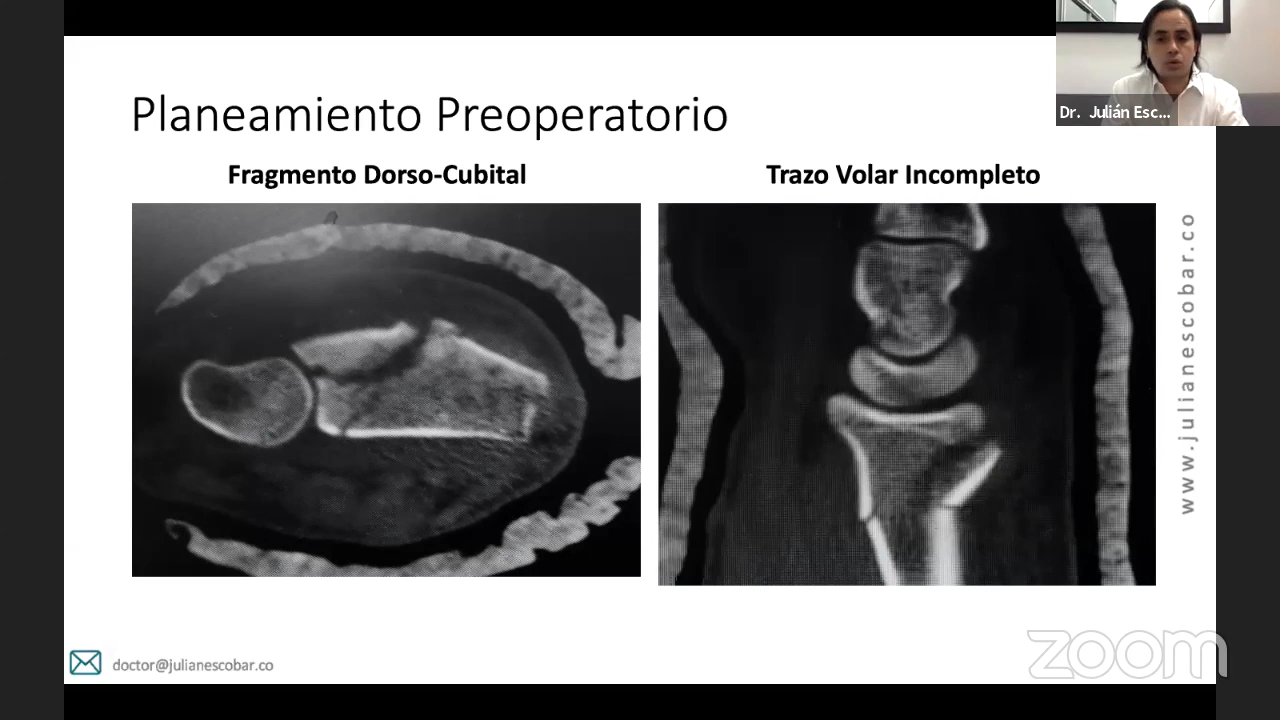 Planeamiento Preoperatorio
Dr. Julián Esc...
Fragmento Dorso-Cubital
Trazo Volar Incompleto
www.julianescobar.co
doctor@julianescobar.co
zoom